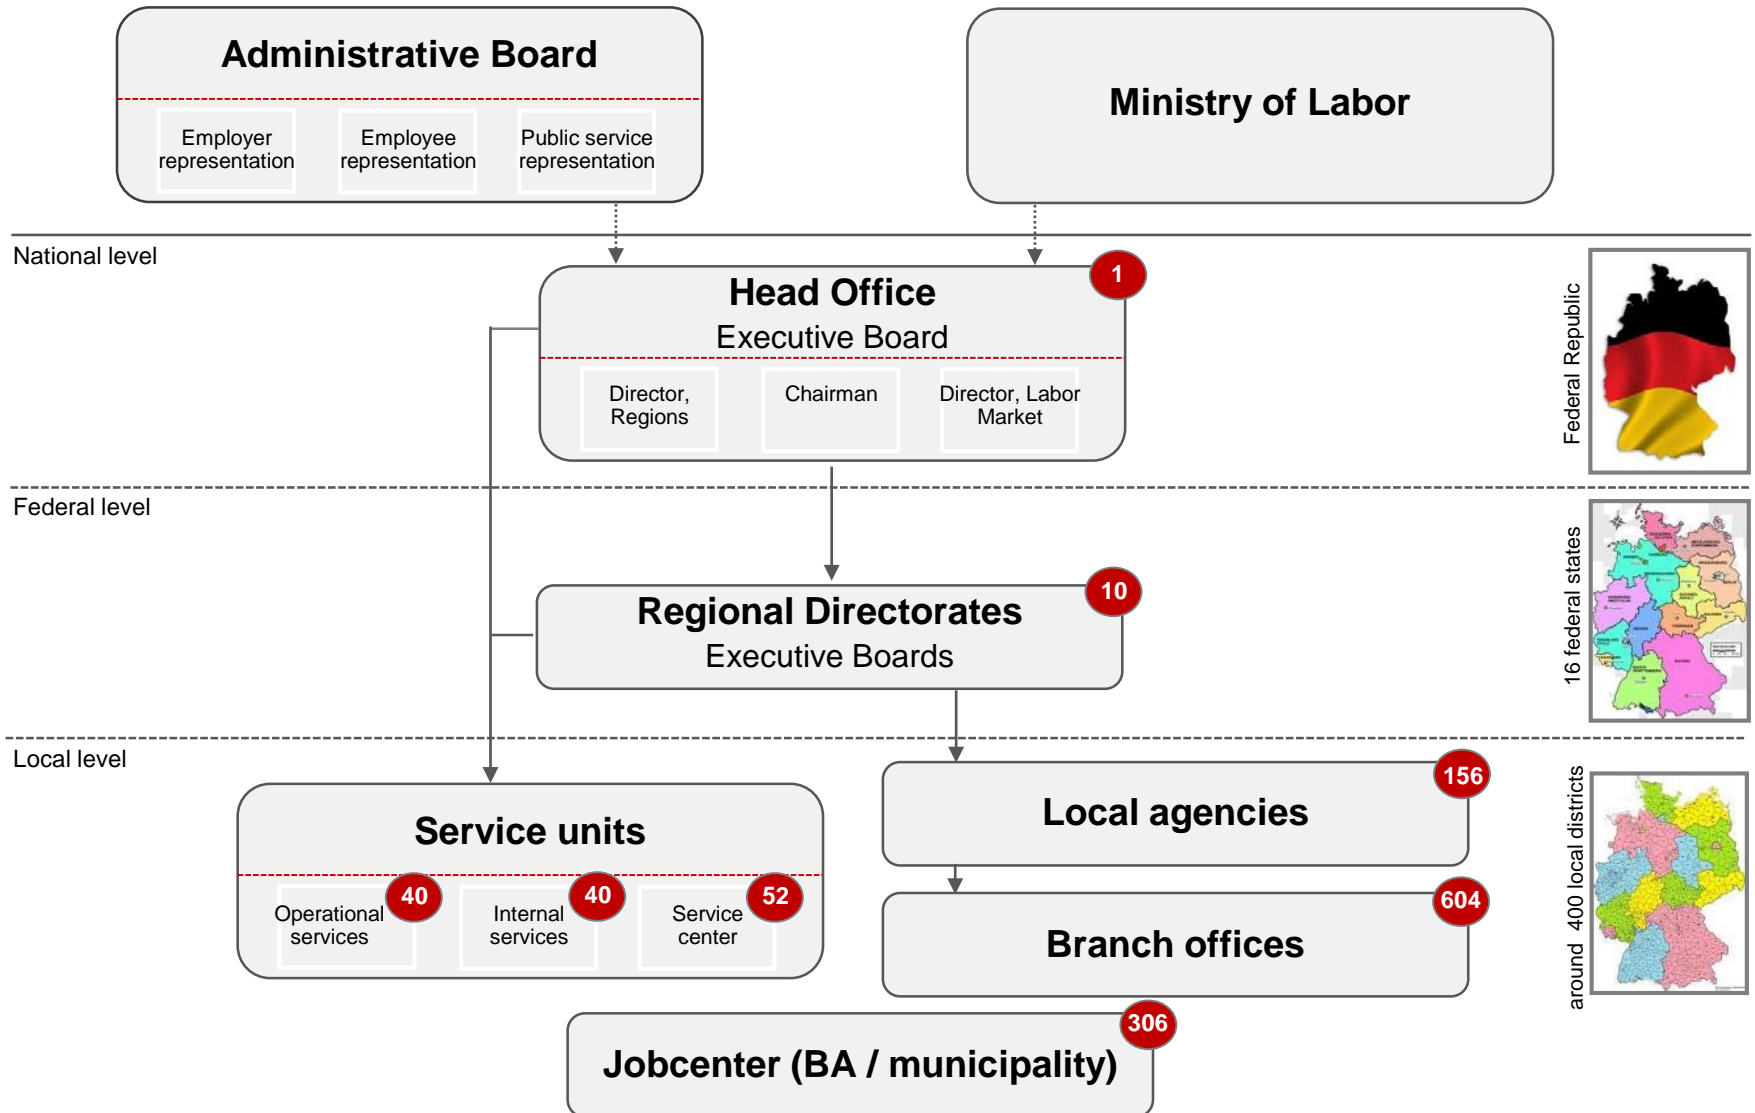 Administrative Board
Employer
representation
Employee
representation
Public service
representation
Ministry of Labor
National level
1
Head Office
Executive Board
Director,
Regions
Chairman
Director, Labor
Market
Federal Republic
Federal level
10
Regional Directorates
Executive Boards
16 federal states
Local level
156
Local agencies
Service units
40
Operational
services
40
Internal
services
52
Service
center
604
Branch offices
around 400 local districts
306
Jobcenter (BA / municipality)